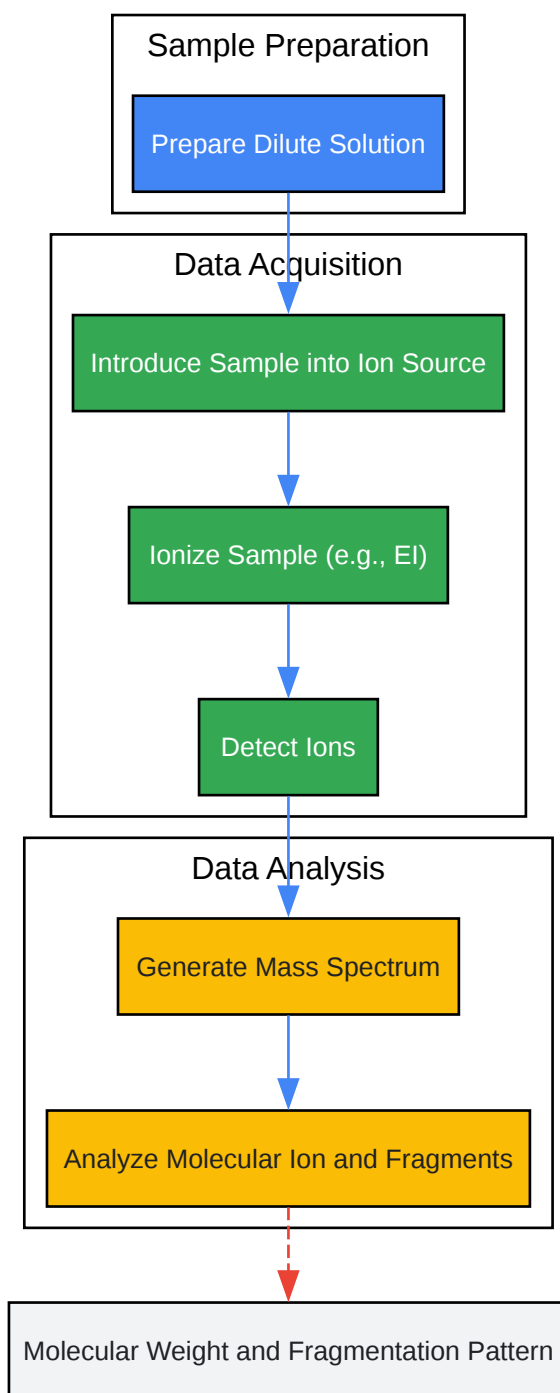 Sample Preparation
Prepare Dilute Solution
Data Acquisition
Introduce Sample into Ion Source
Ionize Sample (e.g., EI)
Detect Ions
Data Analysis
Generate Mass Spectrum
Analyze Molecular Ion and Fragments
Molecular Weight and Fragmentation Pattern